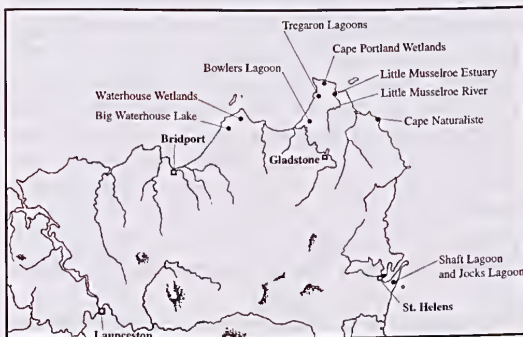 Tregaron Lagoons
Cape Portland Wetlands
Bowlers Lagoon
Little Musselroe Estuary
Waterhouse Wetlands
Little Musselroe River
Big Waterhouse Lake
Cape Naturaliste
Bridport
Gladstone
Shaft Lagoon
and Jocks Lagoon
St. Helens
Launceston